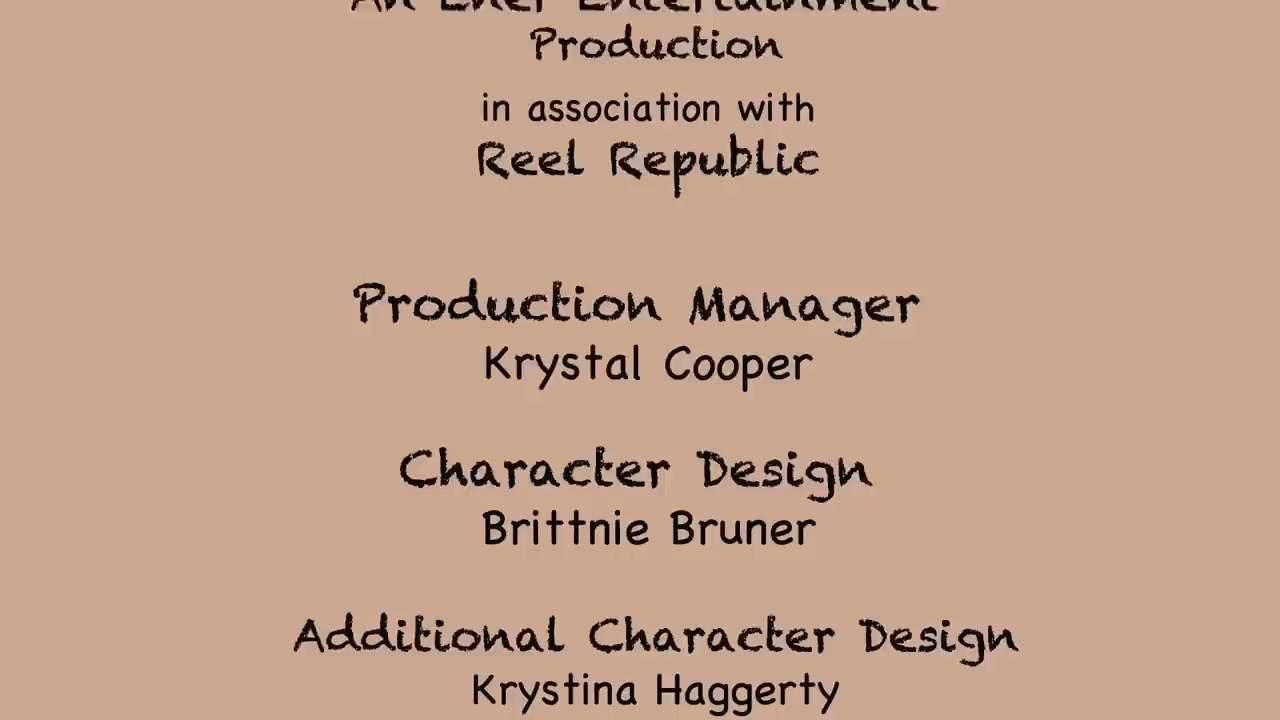 An Ener Entertainment
Production
in association with
Reel Republic
Production Manager
Krystal Cooper
Character Design
Brittnie Bruner
Additional Character Design
Krystina Haggerty